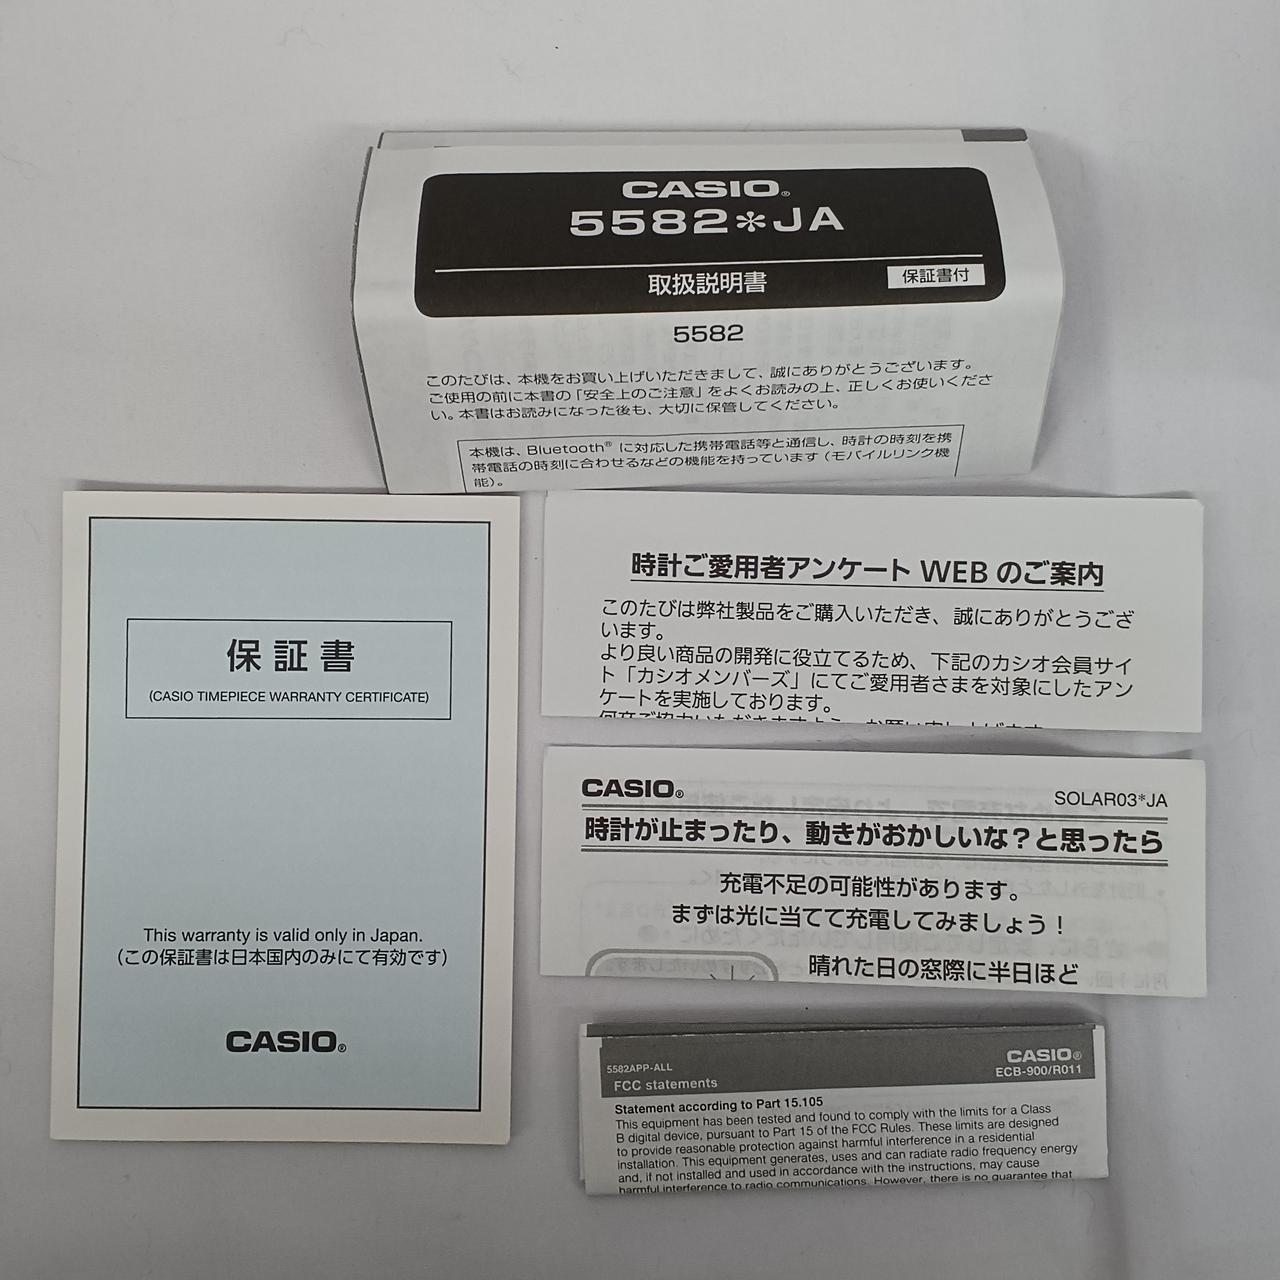 CASIO®
5582*JA
取扱説明書
保証書付
5582
このたびは、本機をお買い上げいただきまして、誠にありがとうございます。
ご使用の前に本書の「安全上のご注意」をよくお読みの上、正しくお使いくださ
い。本書はお読みになった後も、大切に保管してください。
本機は、Bluetooth® に対応した携帯電話等と通信し、時計の時刻を携
帯電話の時刻に合わせるなどの機能を持っています（モバイルリンク機
能）。
保証書
(CASIO TIMEPIECE WARRANTY CERTIFICATE)
This warranty is valid only in Japan.
(この保証書は日本国内のみにて有効です)
CASIO®
時計ご愛用者アンケート WEB のご案内
このたびは弊社製品をご購入いただき、誠にありがとうござ
います。
より良い商品の開発に役立てるため、下記のカシオ会員サイ
ト「カシオメンバーズ」にてご愛用者さまを対象にしたアン
ケートを実施しております。
CASIO®
SOLAR03*JA
時計が止まったり、動きがおかしいな？と思ったら
充電不足の可能性があります。
まずは光に当てて充電してみましょう！
晴れた日の窓際に半日ほど
5582APP-ALL
CASIO®
ECB-900/R011
FCC statements
Statement according to Part 15.105
This equipment has been tested and found to comply with the limits for a Class
B digital device, pursuant to Part 15 of the FCC Rules. These limits are designed
to provide reasonable protection against harmful interference in a residential
installation. This equipment generates, uses and can radiate radio frequency energy
and, if not installed and used in accordance with the instructions, may cause
harmful interference to radio communications. However, there is no guarantee that